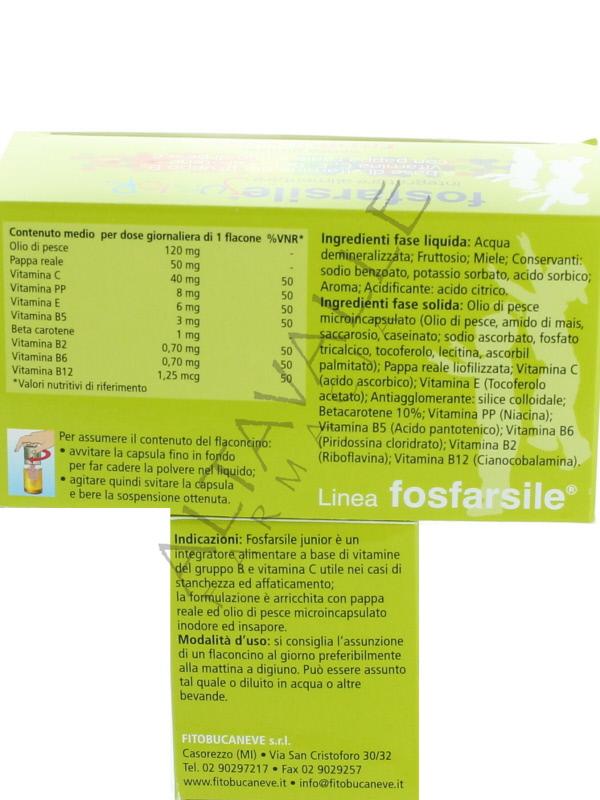 fosfarsile junior
Contenuto medio per dose giornaliera di 1 flacone %VNR*
Olio di pesce 120 mg -
Pappa reale 50 mg -
Vitamina C 40 mg 50
Vitamina PP 8 mg 50
Vitamina E 6 mg 50
Vitamina B5 3 mg 50
Beta carotene 1 mg -
Vitamina B2 0,70 mg 50
Vitamina B6 0,70 mg 50
Vitamina B12 1,25 mcg 50
*Valori nutritivi di riferimento
Per assumere il contenuto del flaconcino:
• avvitare la capsula fino in fondo
per far cadere la polvere nel liquido;
• agitare quindi svitare la capsula
e bere la sospensione ottenuta.
Ingredienti fase liquida: Acqua
demineralizzata; Fruttosio; Miele; Conservanti:
sodio benzoato, potassio sorbato, acido sorbico;
Aroma; Acidificante: acido citrico.
Ingredienti fase solida: Olio di pesce
microincapsulato (Olio di pesce, amido di mais,
saccarosio, caseinato; sodio ascorbato, fosfato
tricalcico, tocoferolo, lecitina, ascorbil
palmitato); Pappa reale liofilizzata; Vitamina C
(acido ascorbico); Vitamina E (Tocoferolo
acetato); Antiagglomerante: silice colloidale;
Betacarotene 10%; Vitamina PP (Niacina);
Vitamina B5 (Acido pantotenico); Vitamina B6
(Piridossina cloridrato); Vitamina B2
(Riboflavina); Vitamina B12 (Cianocobalamina).
Linea fosfarsile®
Indicazioni: Fosfarsile junior è un
integratore alimentare a base di vitamine
del gruppo B e vitamina C utile nei casi di
stanchezza ed affaticamento;
la formulazione è arricchita con pappa
reale ed olio di pesce microincapsulato
inodore ed insapore.
Modalità d'uso: si consiglia l'assunzione
di un flaconcino al giorno preferibilmente
alla mattina a digiuno. Può essere assunto
tal quale o diluito in acqua o altre
bevande.
FITOBUCANEVE s.r.l.
Casorezzo (MI) • Via San Cristoforo 30/32
Tel. 02 90297217 • Fax 02 9029257
www.fitobucaneve.it • info@fitobucaneve.it
ALTAVALLE
FARMACIA